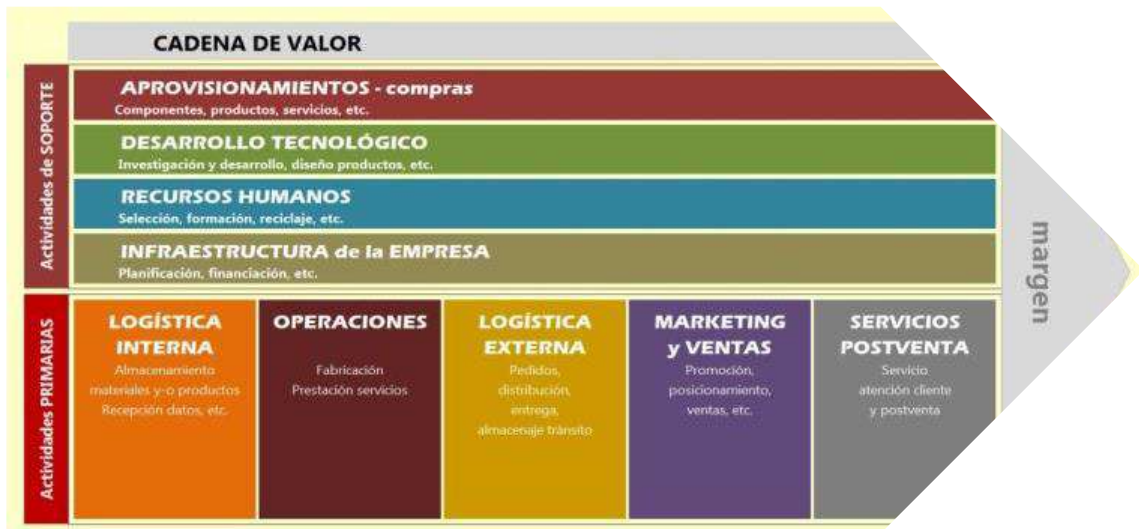 CADENA DE VALOR
Actividades de SOPORTE
APROVISIONAMIENTOS - compras
Componentes, productos, servicios, etc.
DESARROLLO TECNOLÓGICO
Investigación y desarrollo, diseño productos, etc.
RECURSOS HUMANOS
Selección, formación, reciclaje, etc.
INFRAESTRUCTURA de la EMPRESA
Planificación, financiación, etc.
margen
Actividades PRIMARIAS
LOGÍSTICA
INTERNA
Almacenamiento
materiales y-o productos
Recepción datos, etc.
OPERACIONES
Fabricación
Prestación servicios
LOGÍSTICA
EXTERNA
Pedidos,
distribución,
entrega,
almacenaje tránsito
MARKETING
y VENTAS
Promoción,
posicionamiento,
ventas, etc.
SERVICIOS
POSTVENTA
Servicio
atención cliente
y postventa